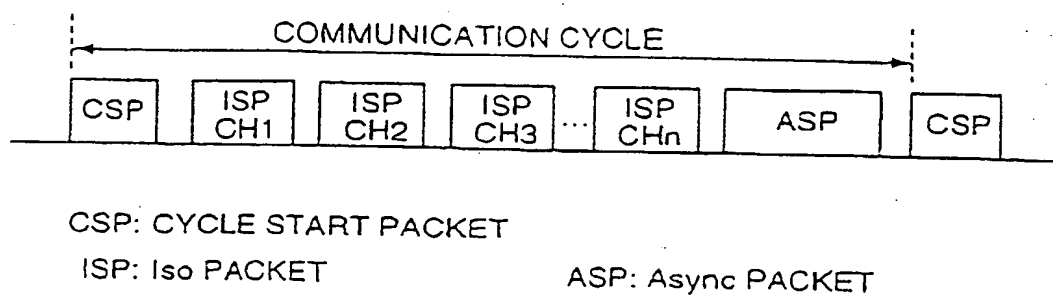 COMMUNICATION CYCLE
CSP ISP ISP ISP ... ISP ASP CSP
CH1 CH2 CH3 CHn
CSP: CYCLE START PACKET
ISP: Iso PACKET ASP: Async PACKET